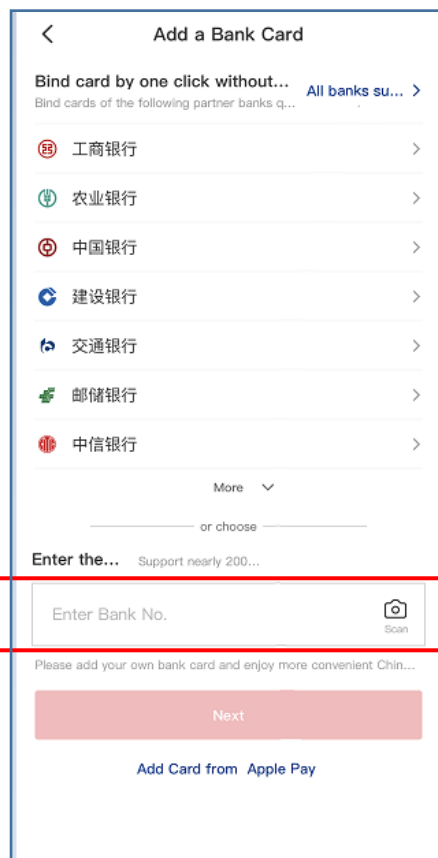 Add a Bank Card
Bind card by one click without...
All banks su...
Bind cards of the following partner banks q...
工商银行
农业银行
中国银行
建设银行
交通银行
邮储银行
中信银行
More
or choose
Enter the... Support nearly 200...
Enter Bank No.
Scan
Please add your own bank card and enjoy more convenient Chin...
Next
Add Card from Apple Pay